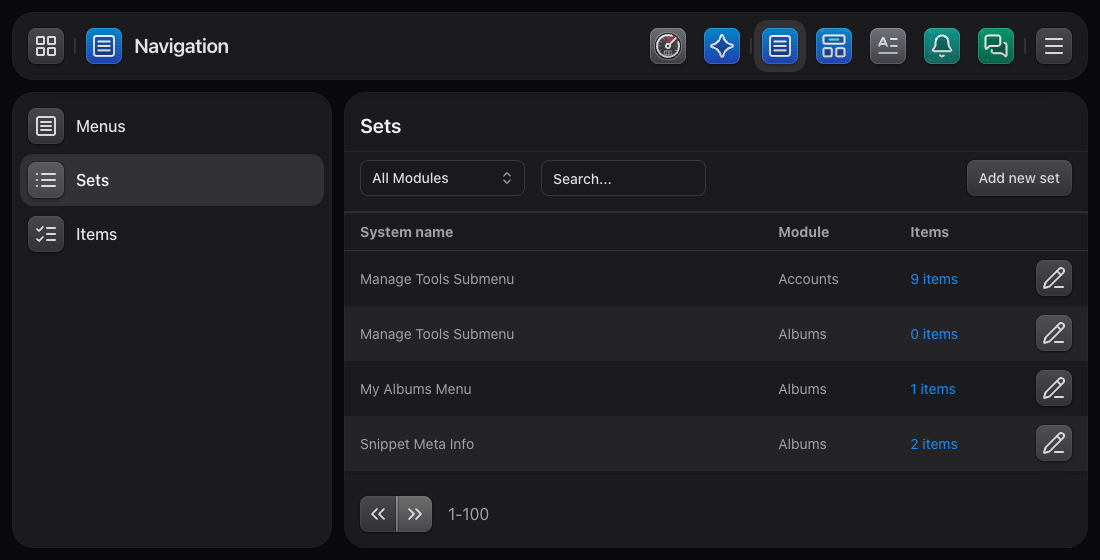 Navigation
Menus
Sets
Items
Sets
All Modules
Search...
Add new set
System name Module Items
Manage Tools Submenu Accounts 9 items
Manage Tools Submenu Albums 0 items
My Albums Menu Albums 1 items
Snippet Meta Info Albums 2 items
1-100